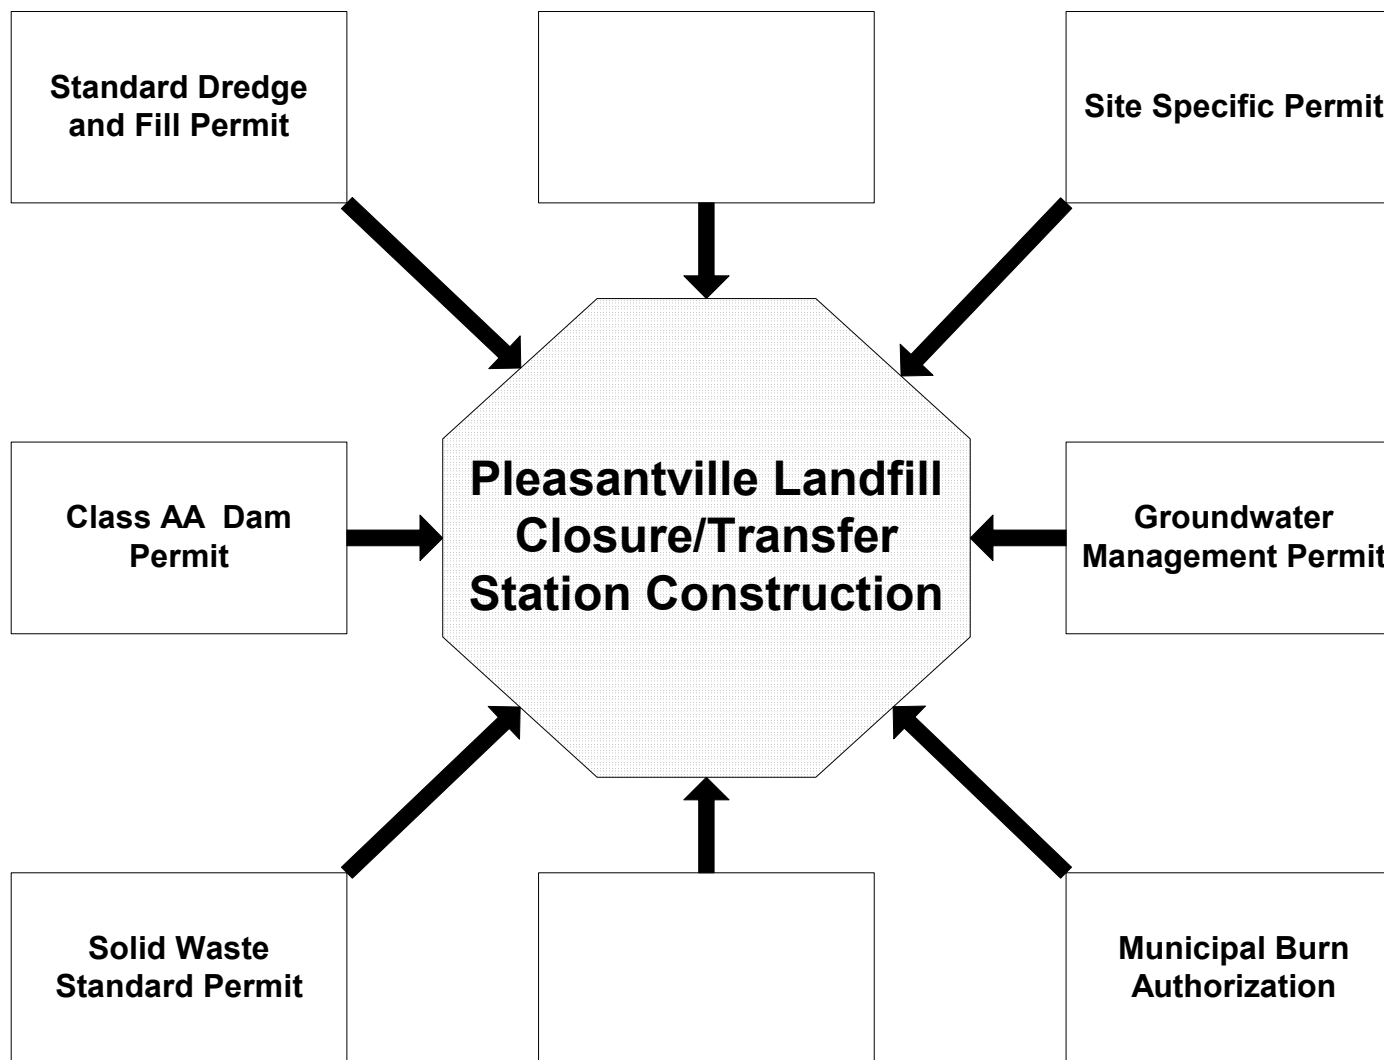 Standard Dredge
and Fill Permit
Site Specific Permit
Class AA  Dam
Permit
Pleasantville Landfill
Closure/Transfer
Station Construction
Groundwater
Management Permit
Solid Waste
Standard Permit
Municipal Burn
Authorization